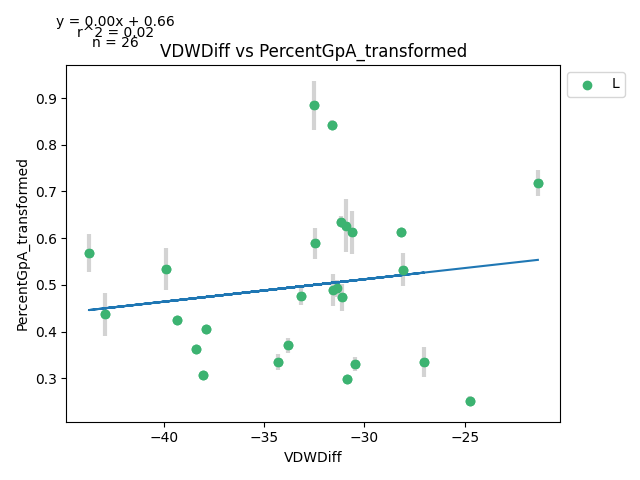 y = 0.00x + 0.66
r^2 = 0.02
n = 26
VDWDiff vs PercentGpA_transformed
L
PercentGpA_transformed
0.9
0.8
0.7
0.6
0.5
0.4
0.3
−40
−35
−30
−25
VDWDiff